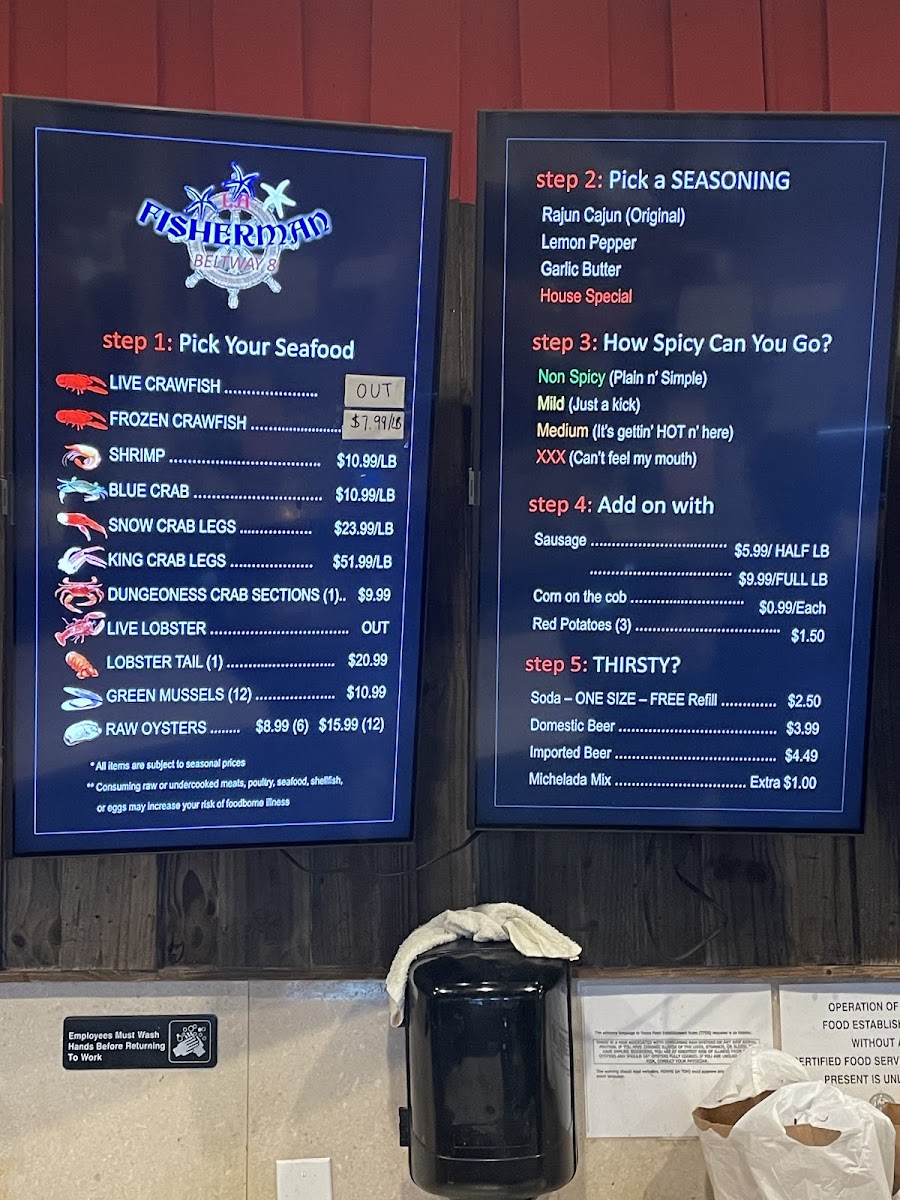 LA
FISHERMAN
BELTWAY 8
step 1: Pick Your Seafood
LIVE CRAWFISH .................... OUT
FROZEN CRAWFISH .................... $7.99/LB
SHRIMP .................... $10.99/LB
BLUE CRAB .................... $10.99/LB
SNOW CRAB LEGS .................... $23.99/LB
KING CRAB LEGS .................... $51.99/LB
DUNGENESS CRAB SECTIONS (1).. $9.99
LIVE LOBSTER .................... OUT
LOBSTER TAIL (1) .................... $20.99
GREEN MUSSELS (12) .................... $10.99
RAW OYSTERS ........ $8.99 (6) $15.99 (12)
* All items are subject to seasonal prices
** Consuming raw or undercooked meats, poultry, seafood, shellfish,
or eggs may increase your risk of foodborne illness
step 2: Pick a SEASONING
Rajun Cajun (Original)
Lemon Pepper
Garlic Butter
House Special
step 3: How Spicy Can You Go?
Non Spicy (Plain n' Simple)
Mild (Just a kick)
Medium (It's gettin' HOT n' here)
XXX (Can't feel my mouth)
step 4: Add on with
Sausage .................... $5.99/ HALF LB
.................... $9.99/FULL LB
Corn on the cob .................... $0.99/Each
Red Potatoes (3) .................... $1.50
step 5: THIRSTY?
Soda – ONE SIZE – FREE Refill ............ $2.50
Domestic Beer .................... $3.99
Imported Beer .................... $4.49
Michelada Mix .................... Extra $1.00
Employees Must Wash
Hands Before Returning
To Work
OPERATION OF
FOOD ESTABLIS
WITHOUT A
ERTIFIED FOOD SERV
PRESENT IS UNL